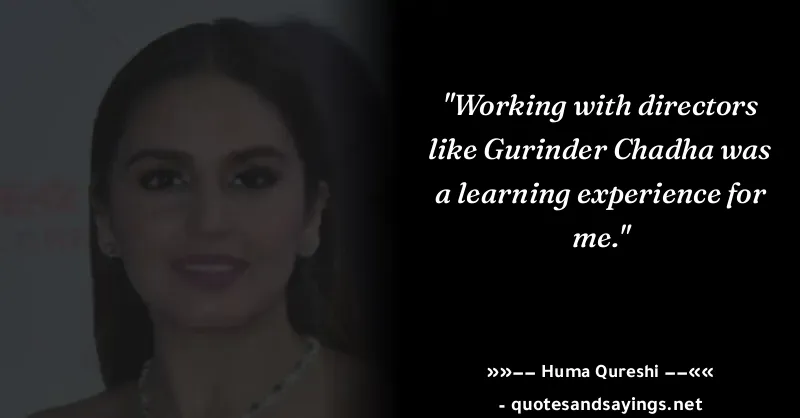 "Working with directors
like Gurinder Chadha was
a learning experience for
me."
»»–– Huma Qureshi ––««
- quotesandsayings.net